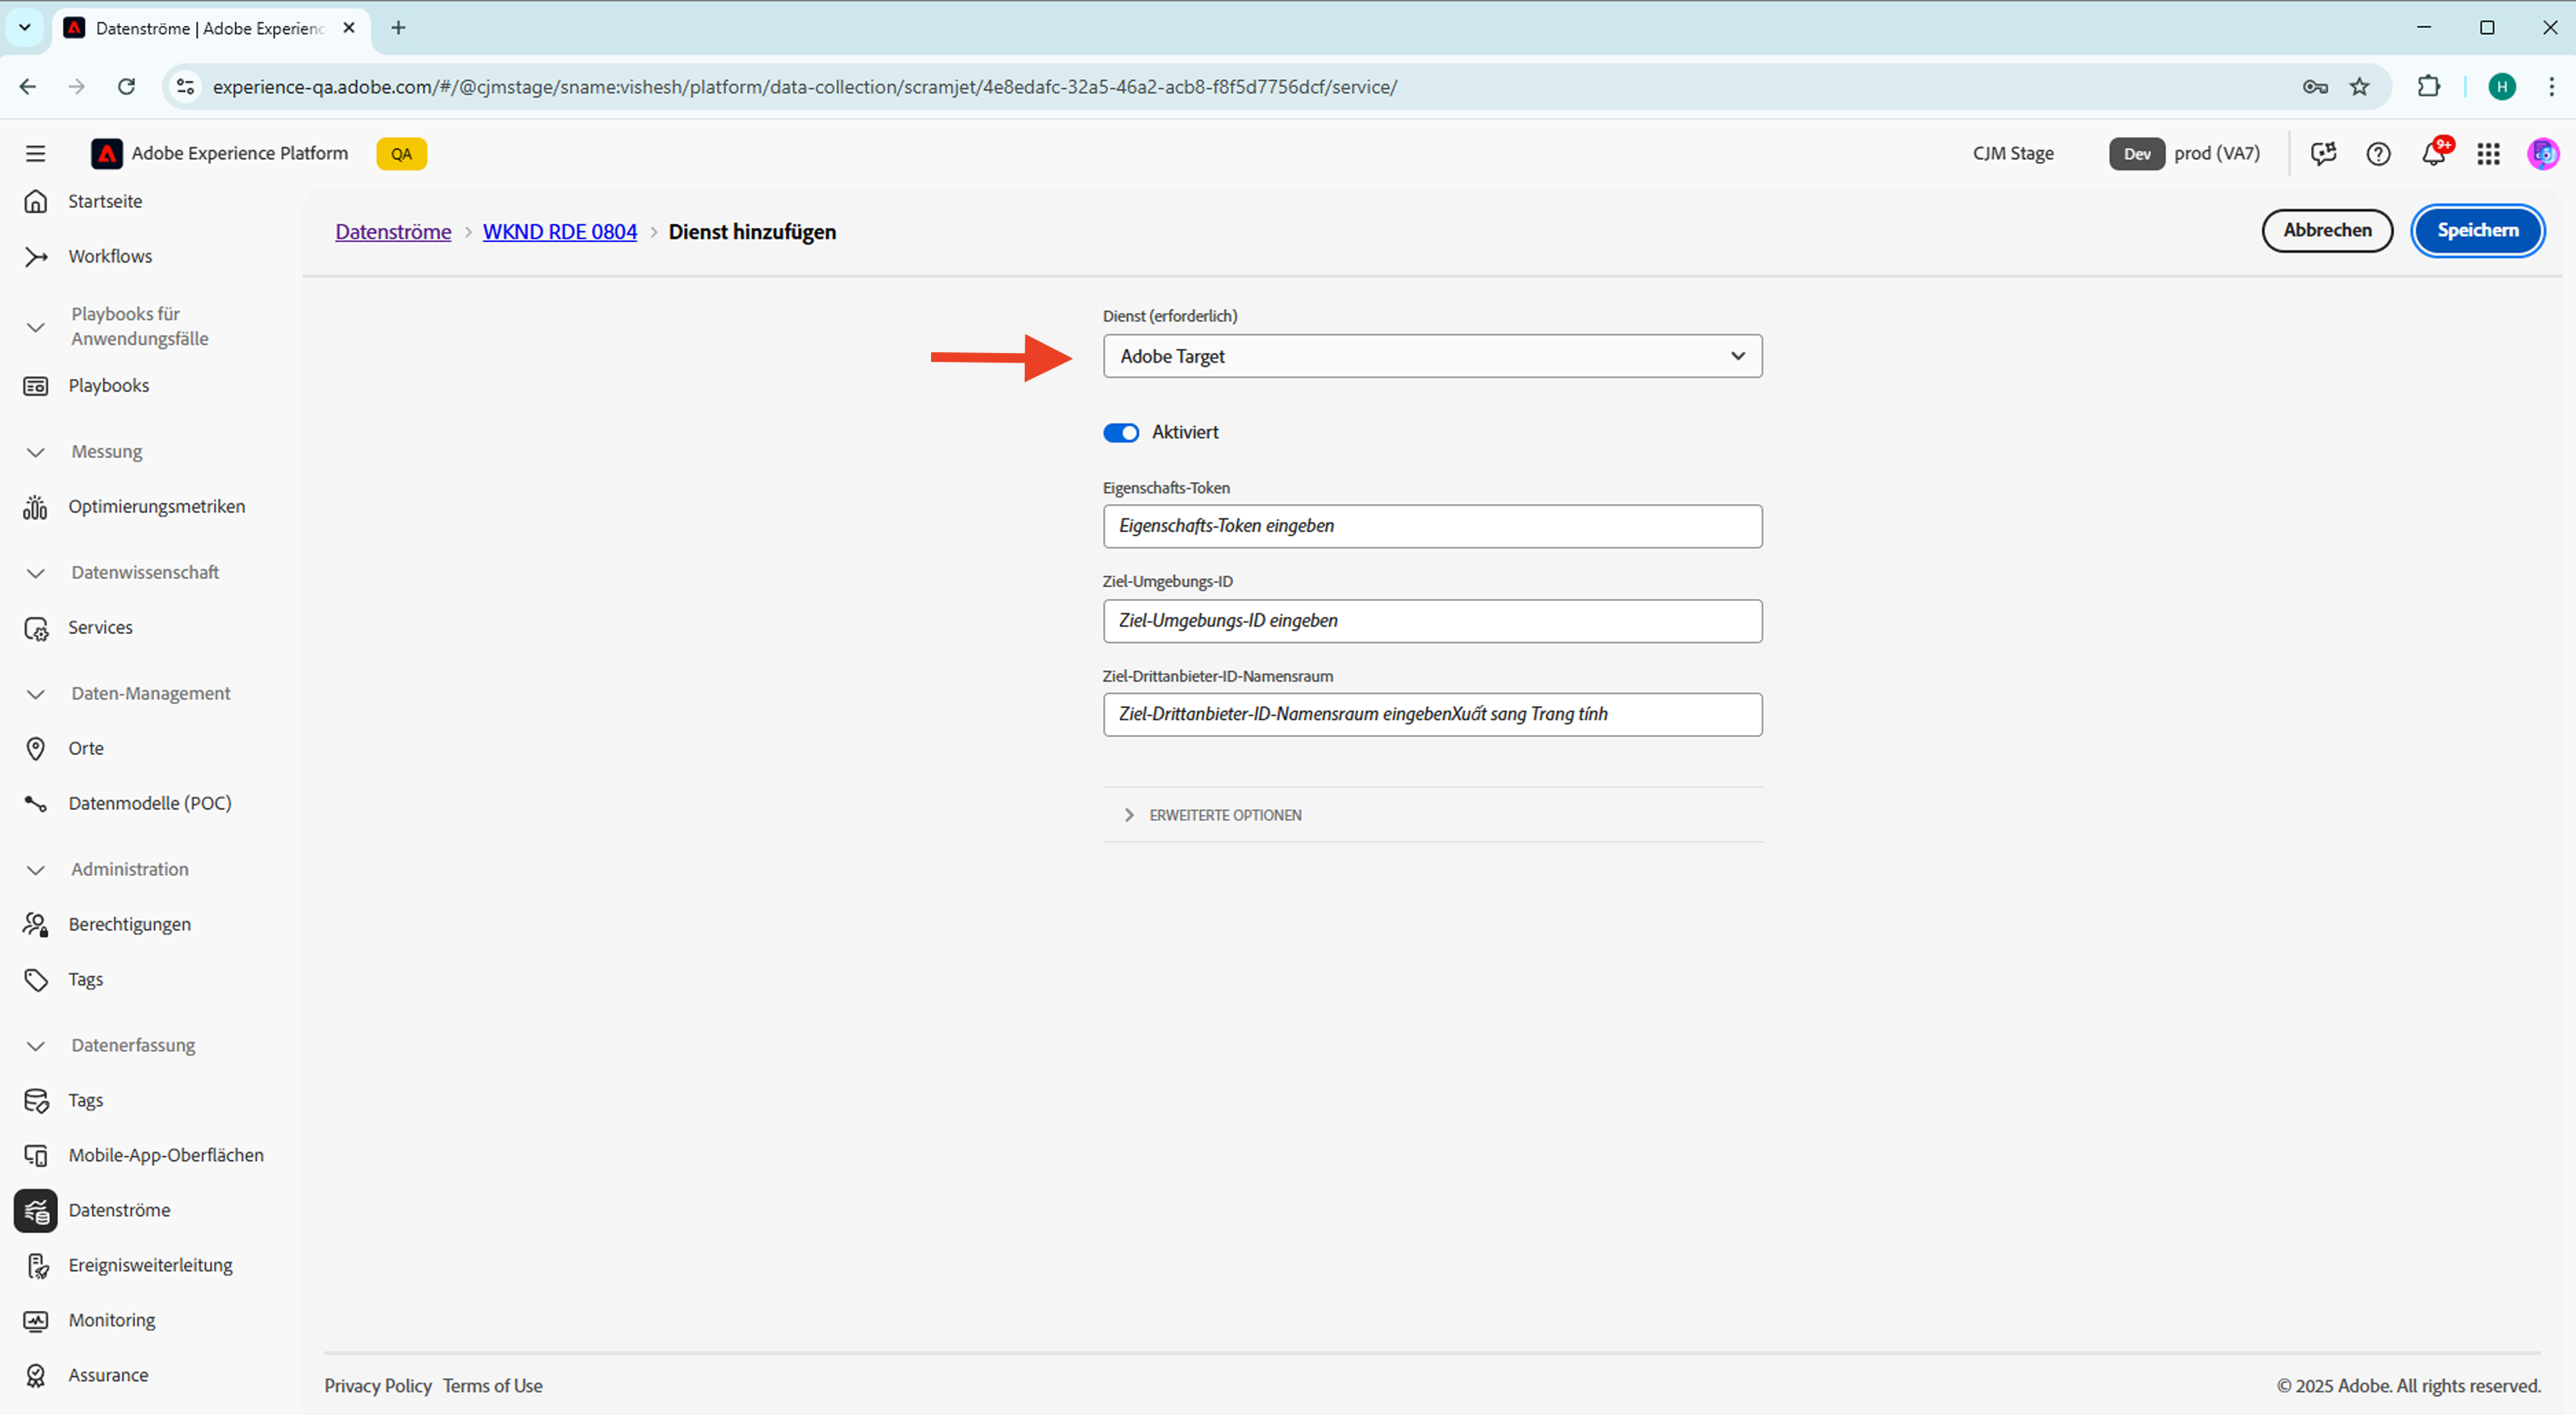 Datenströme | Adobe Experienc
experience-qa.adobe.com/#/@cjmstage/sname:vishesh/platform/data-collection/scramjet/4e8edafc-32a5-46a2-acb8-f8f5d7756dcf/service/
H
Adobe Experience Platform
QA
CJM Stage
Dev
prod (VA7)
9+
Startseite
Workflows
Playbooks für
Anwendungsfälle
Playbooks
Messung
Optimierungsmetriken
Datenwissenschaft
Services
Daten-Management
Orte
Datenmodelle (POC)
Administration
Berechtigungen
Tags
Datenerfassung
Tags
Mobile-App-Oberflächen
Datenströme
Ereignisweiterleitung
Monitoring
Assurance
Datenströme > WKND RDE 0804 > Dienst hinzufügen
Abbrechen
Speichern
Dienst (erforderlich)
Adobe Target
Aktiviert
Eigenschafts-Token
Eigenschafts-Token eingeben
Ziel-Umgebungs-ID
Ziel-Umgebungs-ID eingeben
Ziel-Drittanbieter-ID-Namensraum
Ziel-Drittanbieter-ID-Namensraum eingebenXuất sang Trang tính
ERWEITERTE OPTIONEN
Privacy Policy Terms of Use
© 2025 Adobe. All rights reserved.